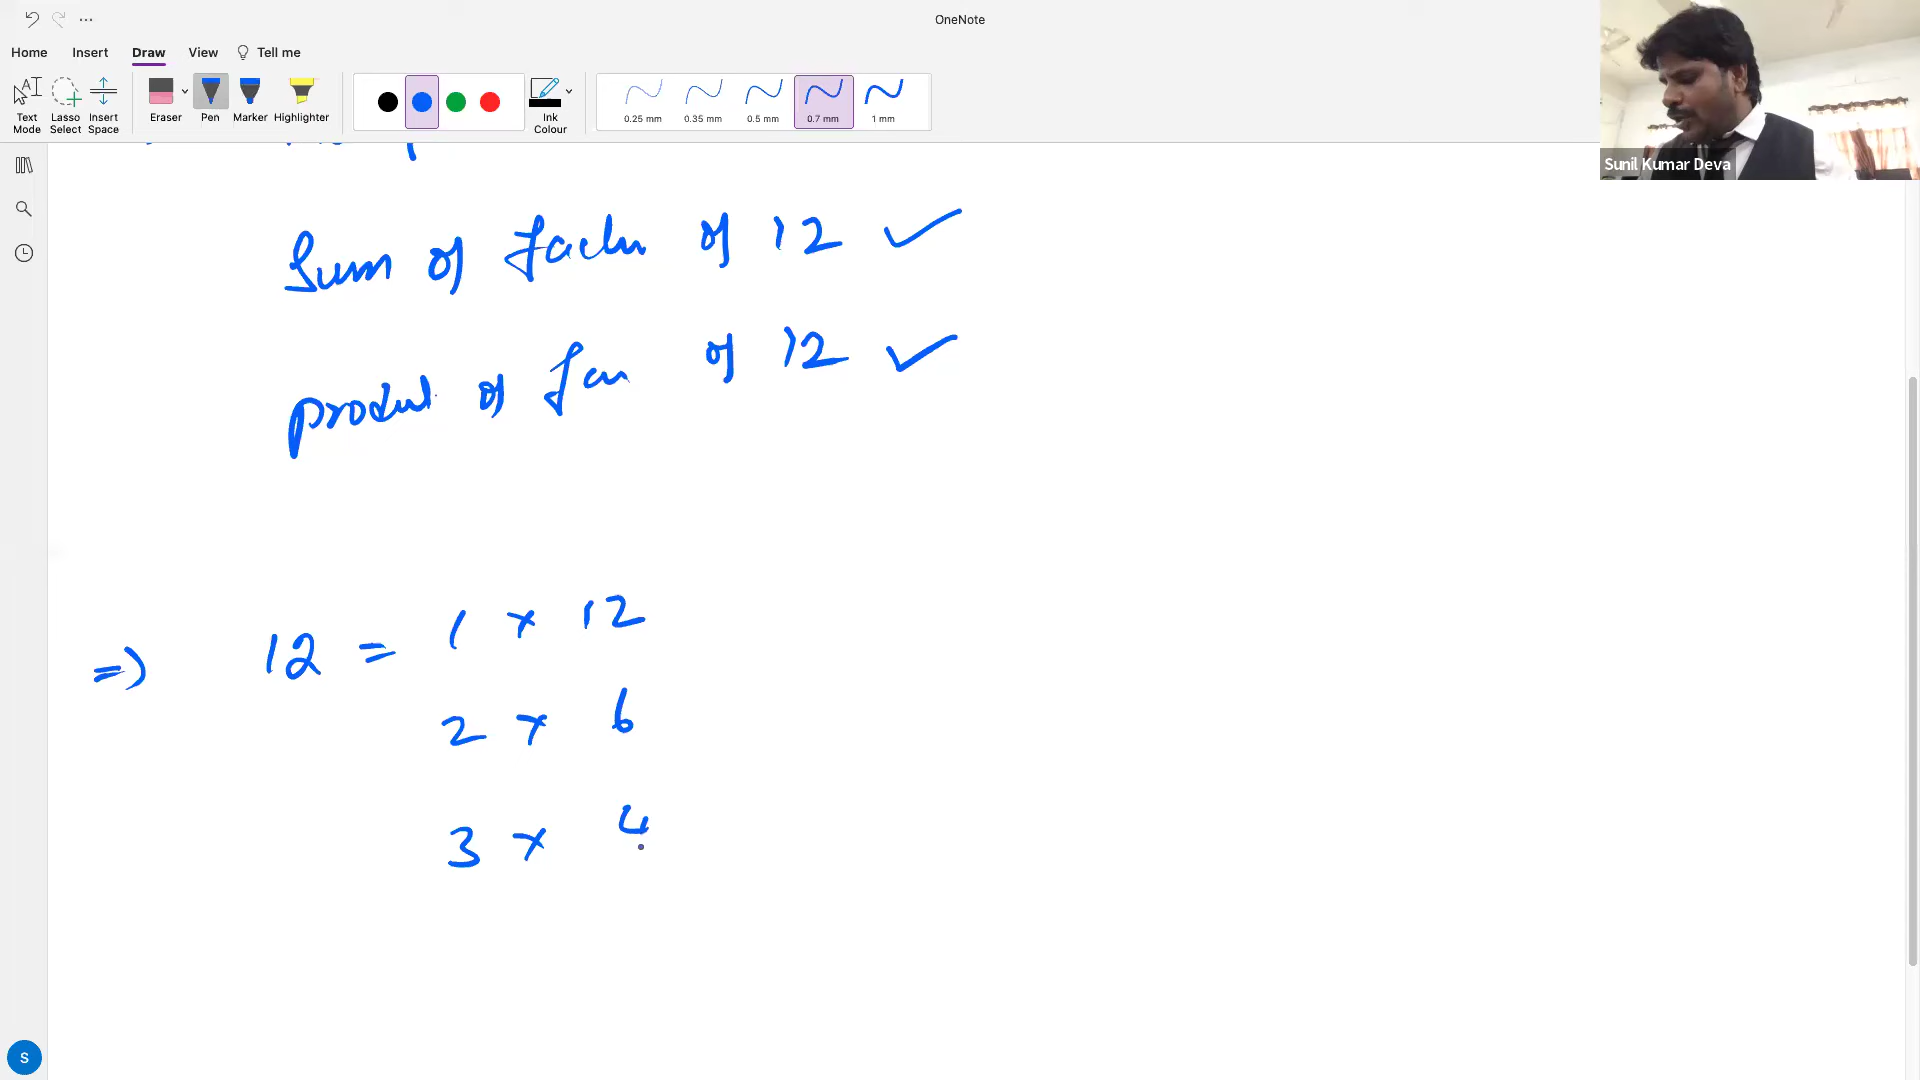 OneNote
Home Insert Draw View Tell me
Text Mode Lasso Select Insert Space Eraser Pen Marker Highlighter Ink Colour 0.25 mm 0.35 mm 0.5 mm 0.7 mm 1 mm
Sunil Kumar Deva
Sum of factor of 12 ✓
product of fac of 12 ✓
=> 12 = 1 × 12
2 × 6
3 × 4
S